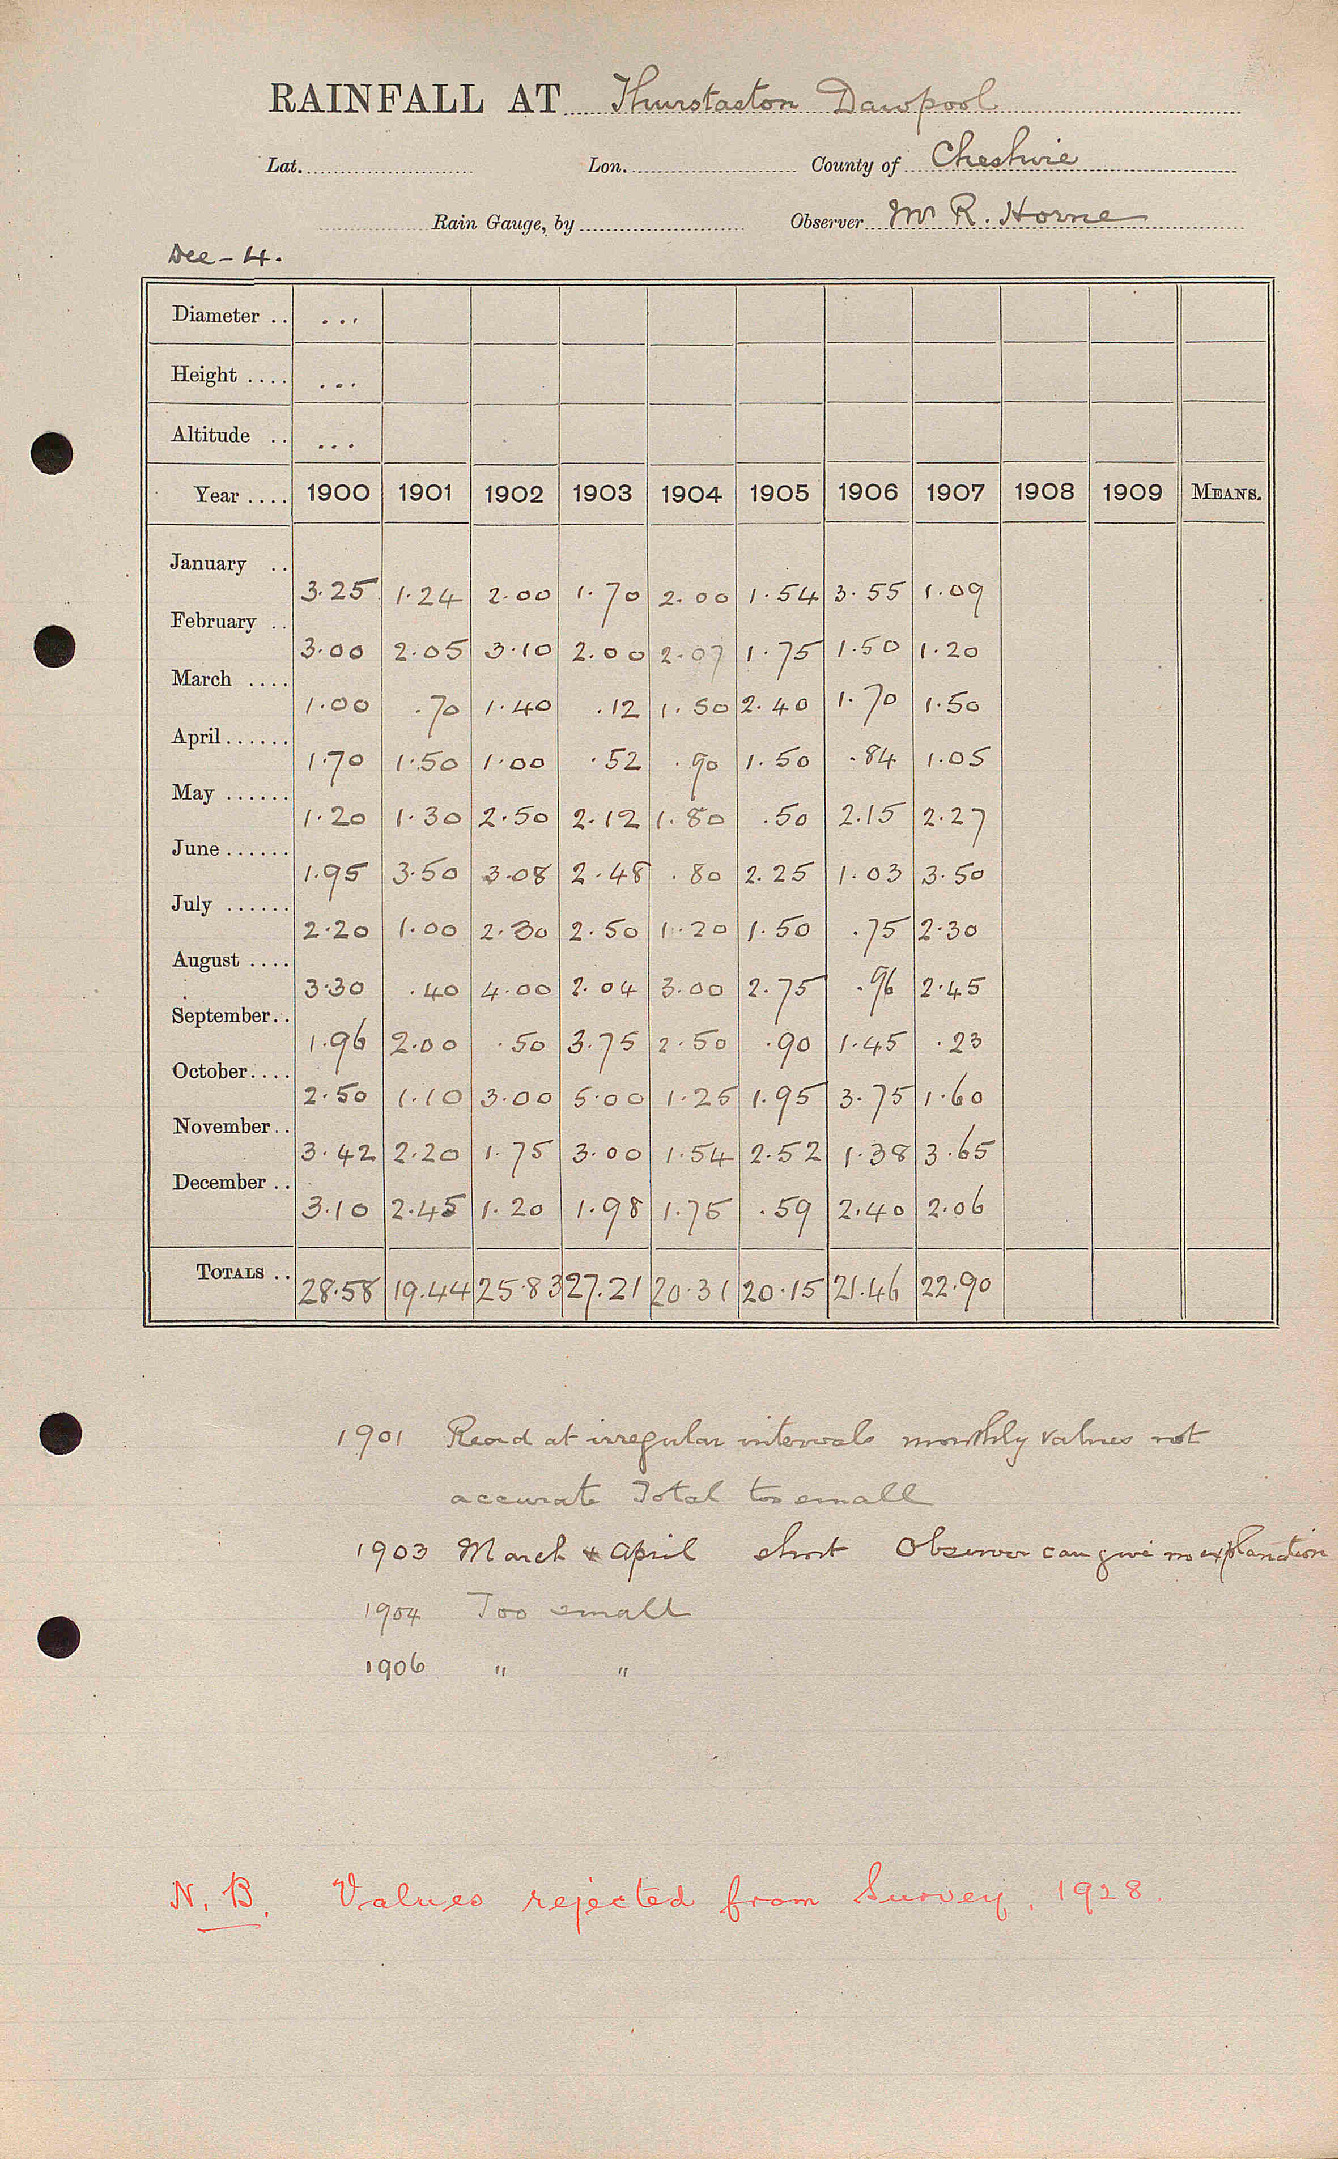 RAINFALL AT Thurstaston Dawpool
Lat. Lon. County of Cheshire
Rain Gauge, by Observer Mr R. Horne
Dee - 4.
Diameter .. ...
Height .... ...
Altitude .. ...
Year .... 1900 1901 1902 1903 1904 1905 1906 1907 1908 1909 MEANS.
January .. 3.25 1.24 2.00 1.70 2.00 1.54 3.55 1.09
February .. 3.00 2.05 3.10 2.00 2.07 1.75 1.50 1.20
March .... 1.00 .70 1.40 .12 1.50 2.40 1.70 1.50
April...... 1.70 1.50 1.00 .52 .90 1.50 .84 1.05
May ...... 1.20 1.30 2.50 2.12 1.80 .50 2.15 2.27
June...... 1.95 3.50 3.08 2.48 .80 2.25 1.03 3.50
July ...... 2.20 1.00 2.30 2.50 1.20 1.50 .75 2.30
August .... 3.30 .40 4.00 2.04 3.00 2.75 .96 2.45
September.. 1.96 2.00 .50 3.75 2.50 .90 1.45 .23
October.... 2.50 1.10 3.00 5.00 1.25 1.95 3.75 1.60
November.. 3.42 2.20 1.75 3.00 1.54 2.52 1.38 3.65
December .. 3.10 2.45 1.20 1.98 1.75 .59 2.40 2.06
TOTALS .. 28.58 19.44 25.83 27.21 20.31 20.15 21.46 22.90
1901 Read at irregular intervals monthly values not
accurate Total too small
1903 March & April short Observer can give no explanation
1904 Too small
1906 " "
N.B. Values rejected from Survey, 1928.